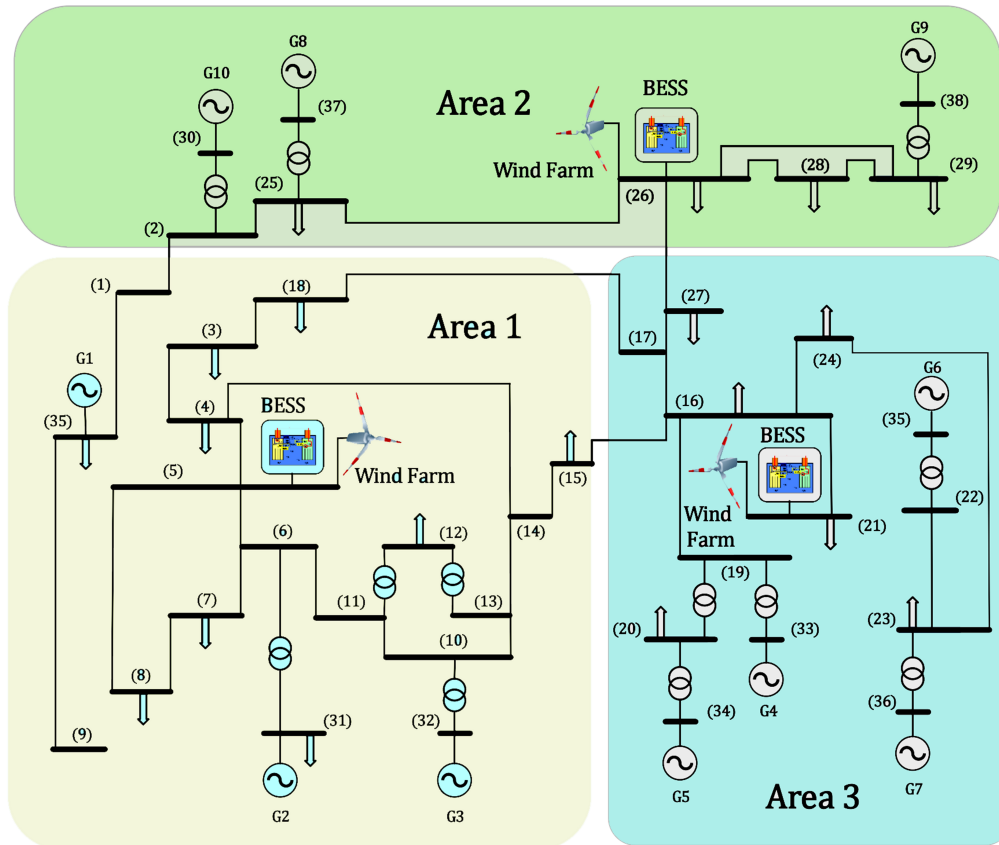 G9
G8
G10
Area 2
BESS
(37)
(38)
(30)
Wind Farm
(25)
(26)
(28)
(29)
(2)
(1)
(18)
(27)
Area 1
(3)
(17)
(24)
G1
G6
(4)
BESS
(16)
(35)
(35)
BESS
(5)
Wind Farm
(15)
(22)
Wind
Farm
(21)
(14)
(6)
(12)
(19)
(7)
(11)
(13)
(20)
(33)
(23)
(10)
(8)
G4
(36)
(9)
(31)
(32)
(34)
G2
G3
G5
G7
Area 3